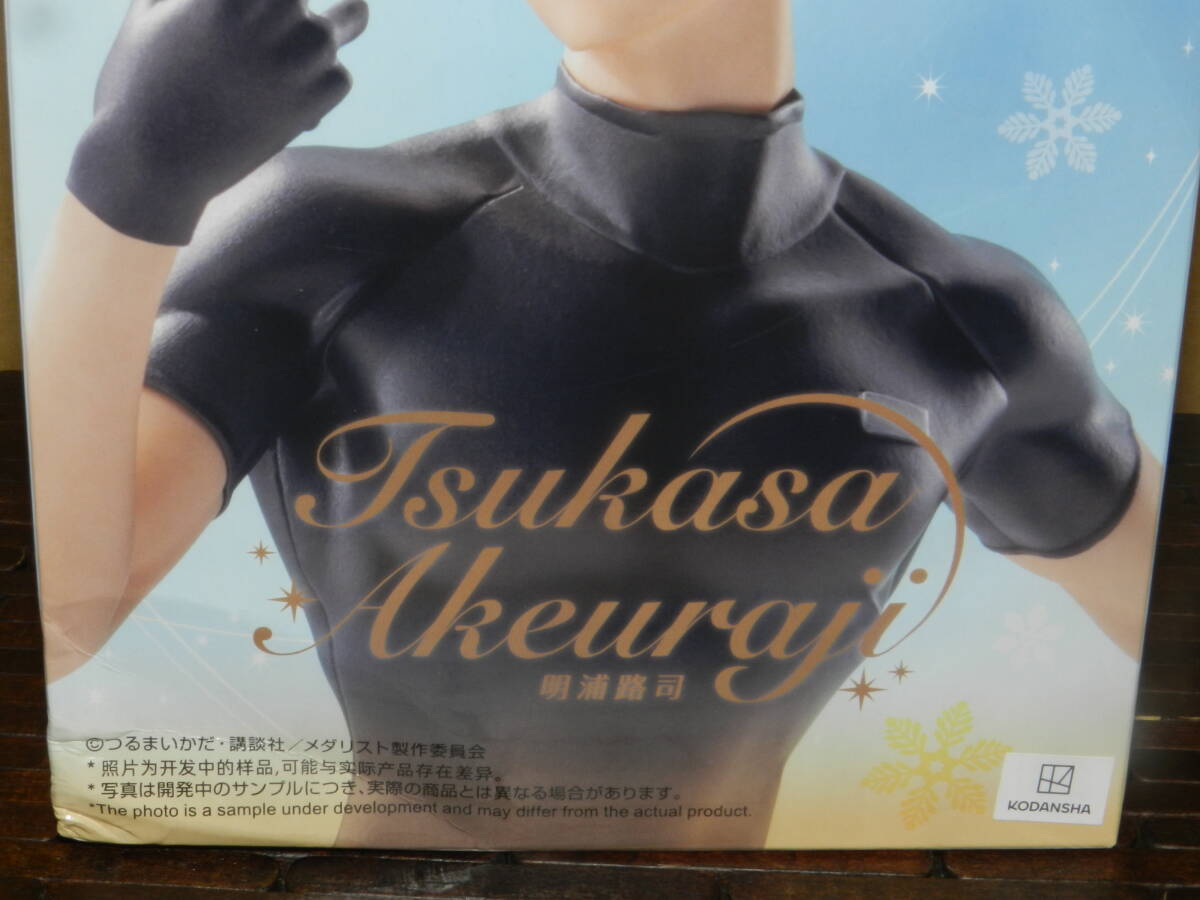 Tsukasa
Akeuraji
明浦路司
©つるまいかだ・講談社／メダリスト製作委員会
* 照片为开发中的样品,可能与实际产品存在差异。
* 写真は開発中のサンプルにつき、実際の商品とは異なる場合があります。
*The photo is a sample under development and may differ from the actual product.
KODANSHA